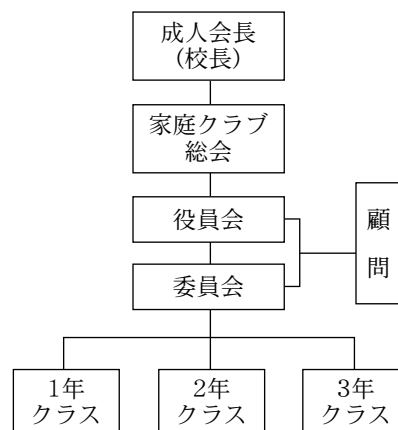 成人会長
(校長)
家庭クラブ
総会
役員会
顧問
委員会
1年
クラス
2年
クラス
3年
クラス